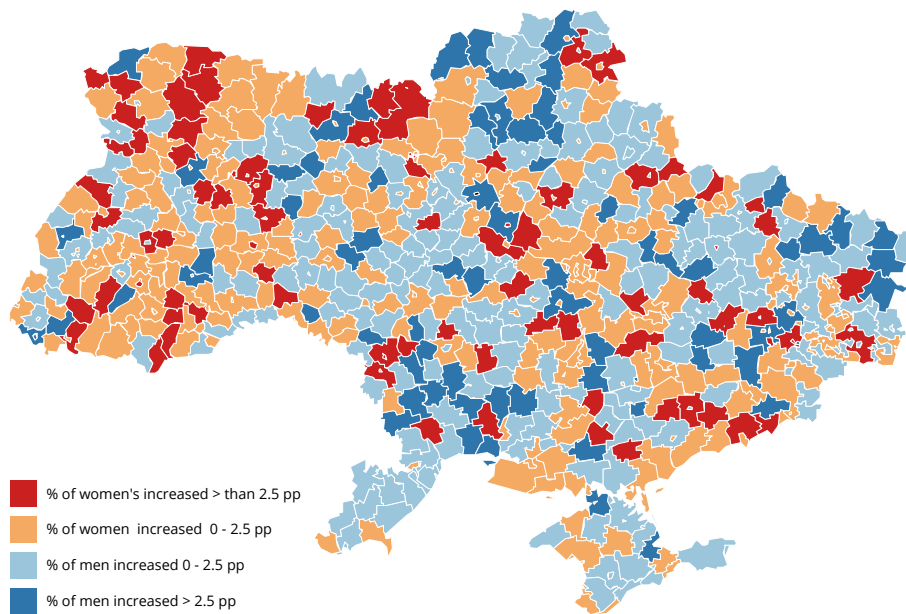 % of women's increased > than 2.5 pp
% of women  increased  0 - 2.5 pp
% of men increased 0 - 2.5 pp
% of men increased > 2.5 pp